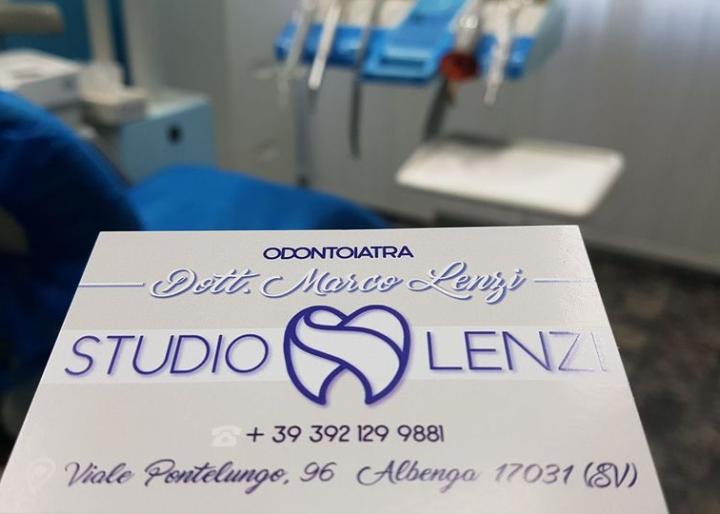 ODONTOIATRA
Dott. Marco Lenzi
STUDIO LENZI
+ 39 392 129 9881
Viale Pontelungo, 96 Albenga 17031 (SV)